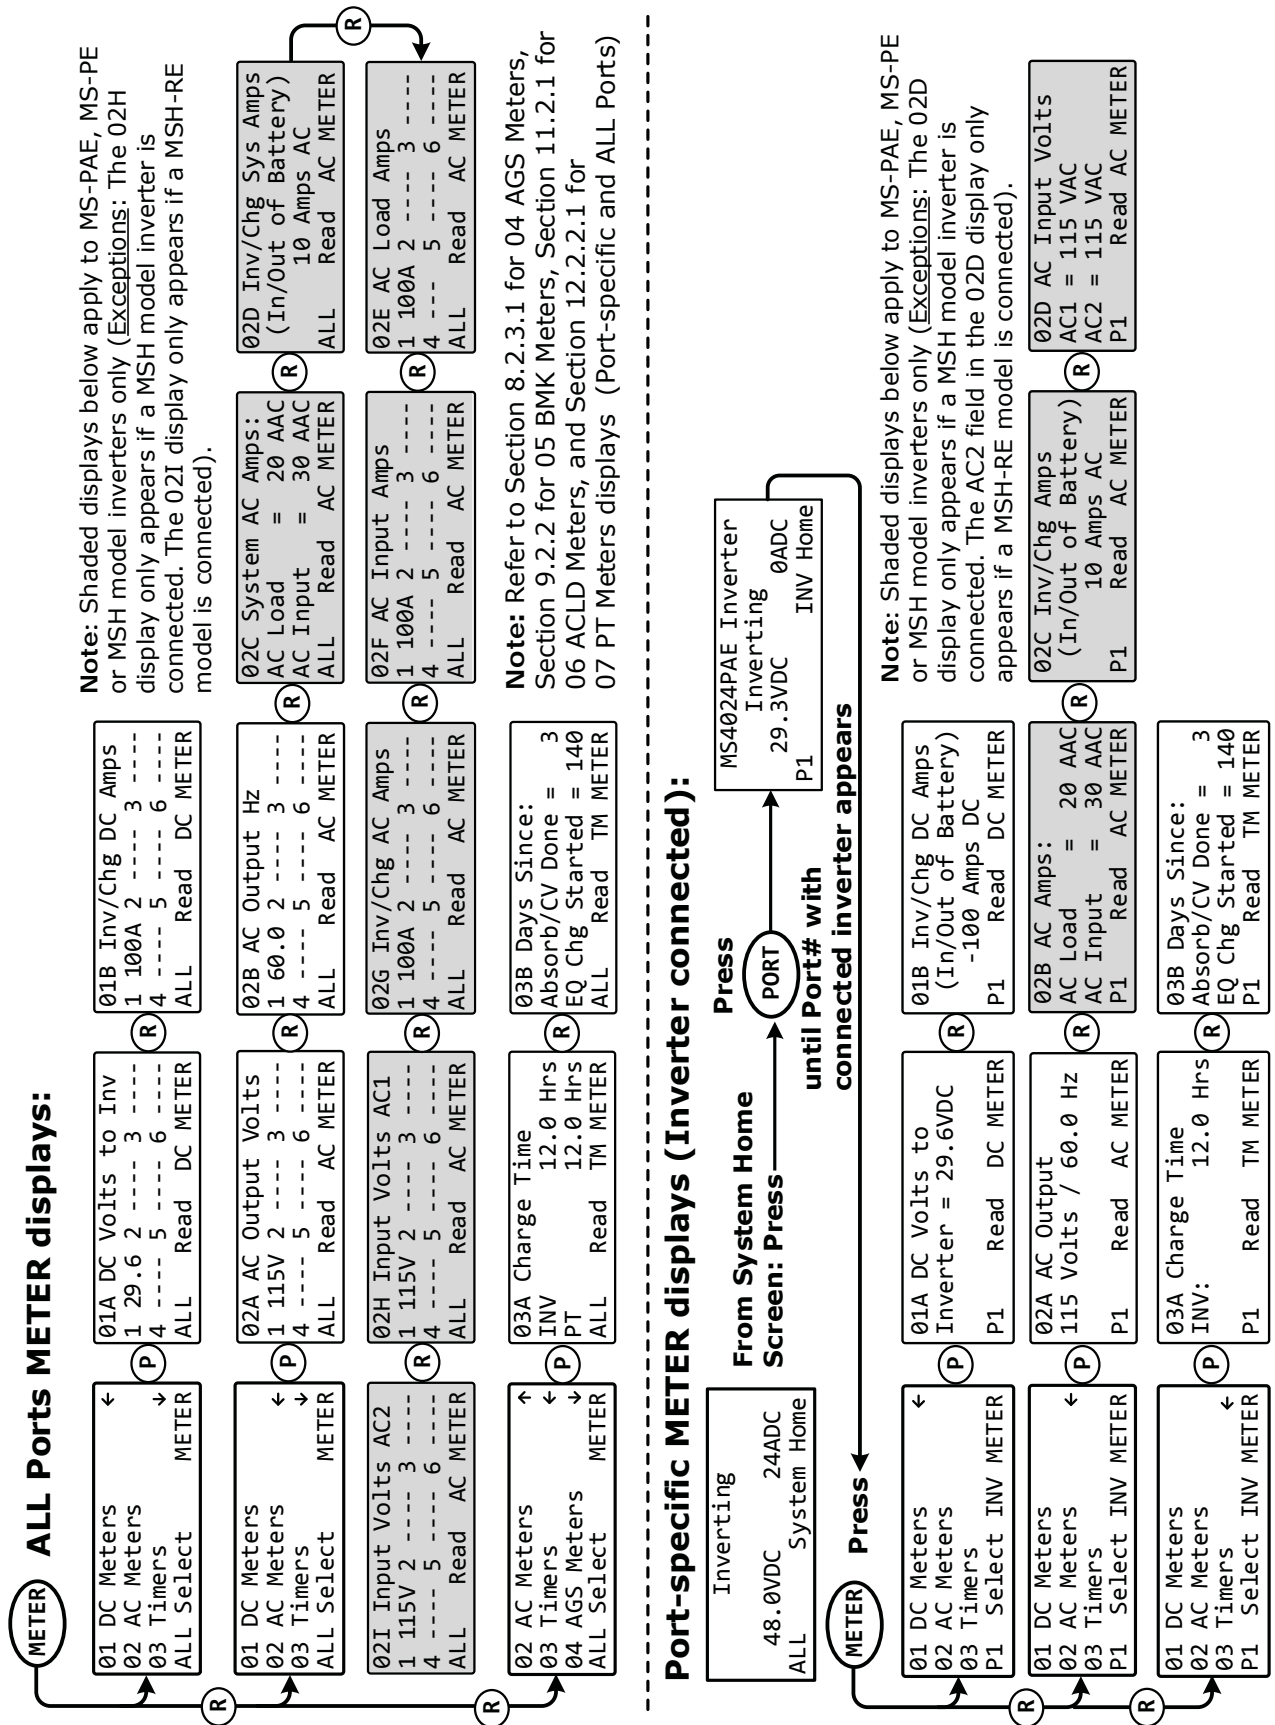 METER
ALL Ports METER displays:
Note: Shaded displays below apply to MS-PAE, MS-PE
or MSH model inverters only (Exceptions: The 02H
display only appears if a MSH model inverter is
connected. The 02I display only appears if a MSH-RE
model is connected).
R
R
01 DC Meters ←
02 AC Meters
03 Timers ↓
ALL Select METER
P
01A DC Volts to Inv
1 29.6 2 ---- 3 ----
4 ---- 5 ---- 6 ----
ALL Read DC METER
R
01B Inv/Chg DC Amps
1 100A 2 ---- 3 ----
4 ---- 5 ---- 6 ----
ALL Read DC METER
01 DC Meters
02 AC Meters ←
03 Timers ↓
ALL Select METER
P
02A AC Output Volts
1 115V 2 ---- 3 ----
4 ---- 5 ---- 6 ----
ALL Read AC METER
R
02B AC Output Hz
1 60.0 2 ---- 3 ----
4 ---- 5 ---- 6 ----
ALL Read AC METER
R
02C System AC Amps:
AC Load = 20 AAC
AC Input = 30 AAC
ALL Read AC METER
R
02D Inv/Chg Sys Amps
(In/Out of Battery)
10 Amps AC
ALL Read AC METER
R
02I Input Volts AC2
1 115V 2 ---- 3 ----
4 ---- 5 ---- 6 ----
ALL Read AC METER
R
02H Input Volts AC1
1 115V 2 ---- 3 ----
4 ---- 5 ---- 6 ----
ALL Read AC METER
R
02G Inv/Chg AC Amps
1 100A 2 ---- 3 ----
4 ---- 5 ---- 6 ----
ALL Read AC METER
R
02F AC Input Amps
1 100A 2 ---- 3 ----
4 ---- 5 ---- 6 ----
ALL Read AC METER
R
02E AC Load Amps
1 100A 2 ---- 3 ----
4 --- 5 ---- 6 ----
ALL Read AC METER
02 AC Meters ↑
03 Timers ←
04 AGS Meters ↓
ALL Select METER
P
03A Charge Time
INV 12.0 Hrs
PT 12.0 Hrs
ALL Read TM METER
R
03B Days Since:
Absorb/CV Done = 3
EQ Chg Started = 140
ALL Read TM METER
Note: Refer to Section 8.2.3.1 for 04 AGS Meters,
Section 9.2.2 for 05 BMK Meters, Section 11.2.1 for
06 ACLD Meters, and Section 12.2.2.1 for
07 PT Meters displays (Port-specific and ALL Ports)
Port-specific METER displays (Inverter connected):
Inverting
48.0VDC 24ADC
ALL System Home
From System Home
Screen: Press
Press
PORT
until Port# with
connected inverter appears
MS4024PAE Inverter
Inverting
29.3VDC 0ADC
P1 INV Home
METER
Press
Note: Shaded displays below apply to MS-PAE, MS-PE
or MSH model inverters only (Exceptions: The 02D
display only appears if a MSH model inverter is
connected. The AC2 field in the 02D display only
appears if a MSH-RE model is connected).
R
R
01 DC Meters ←
02 AC Meters
03 Timers
P1 Select INV METER
P
01A DC Volts to
Inverter = 29.6VDC
P1 Read DC METER
R
01B Inv/Chg DC Amps
(In/Out of Battery)
-100 Amps DC
P1 Read DC METER
01 DC Meters
02 AC Meters ←
03 Timers
P1 Select INV METER
P
02A AC Output
115 Volts / 60.0 Hz
P1 Read AC METER
R
02B AC Amps:
AC Load = 20 AAC
AC Input = 30 AAC
P1 Read AC METER
R
02C Inv/Chg Amps
(In/Out of Battery)
10 Amps AC
P1 Read AC METER
R
02D AC Input Volts
AC1 = 115 VAC
AC2 = 115 VAC
P1 Read AC METER
01 DC Meters
02 AC Meters
03 Timers ←
P1 Select INV METER
P
03A Charge Time
INV: 12.0 Hrs
P1 Read TM METER
R
03B Days Since:
Absorb/CV Done = 3
EQ Chg Started = 140
P1 Read TM METER